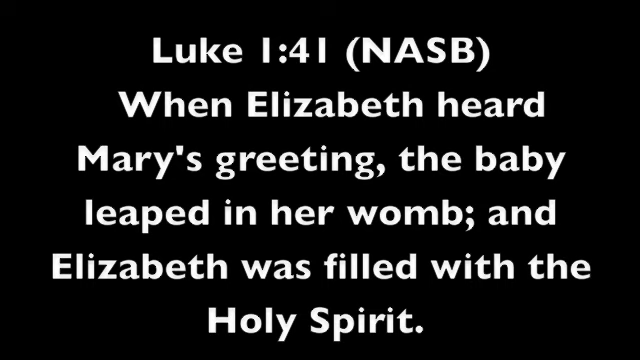 Luke 1:41 (NASB)
When Elizabeth heard
Mary's greeting, the baby
leaped in her womb; and
Elizabeth was filled with the
Holy Spirit.